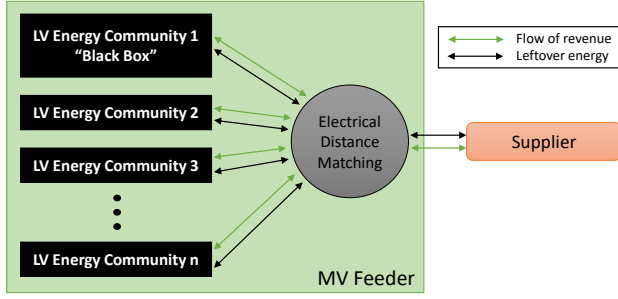 LV Energy Community 1
“Black Box”
LV Energy Community 2
LV Energy Community 3
LV Energy Community n
Electrical
Distance
Matching
MV Feeder
Flow of revenue
Leftover energy
Supplier